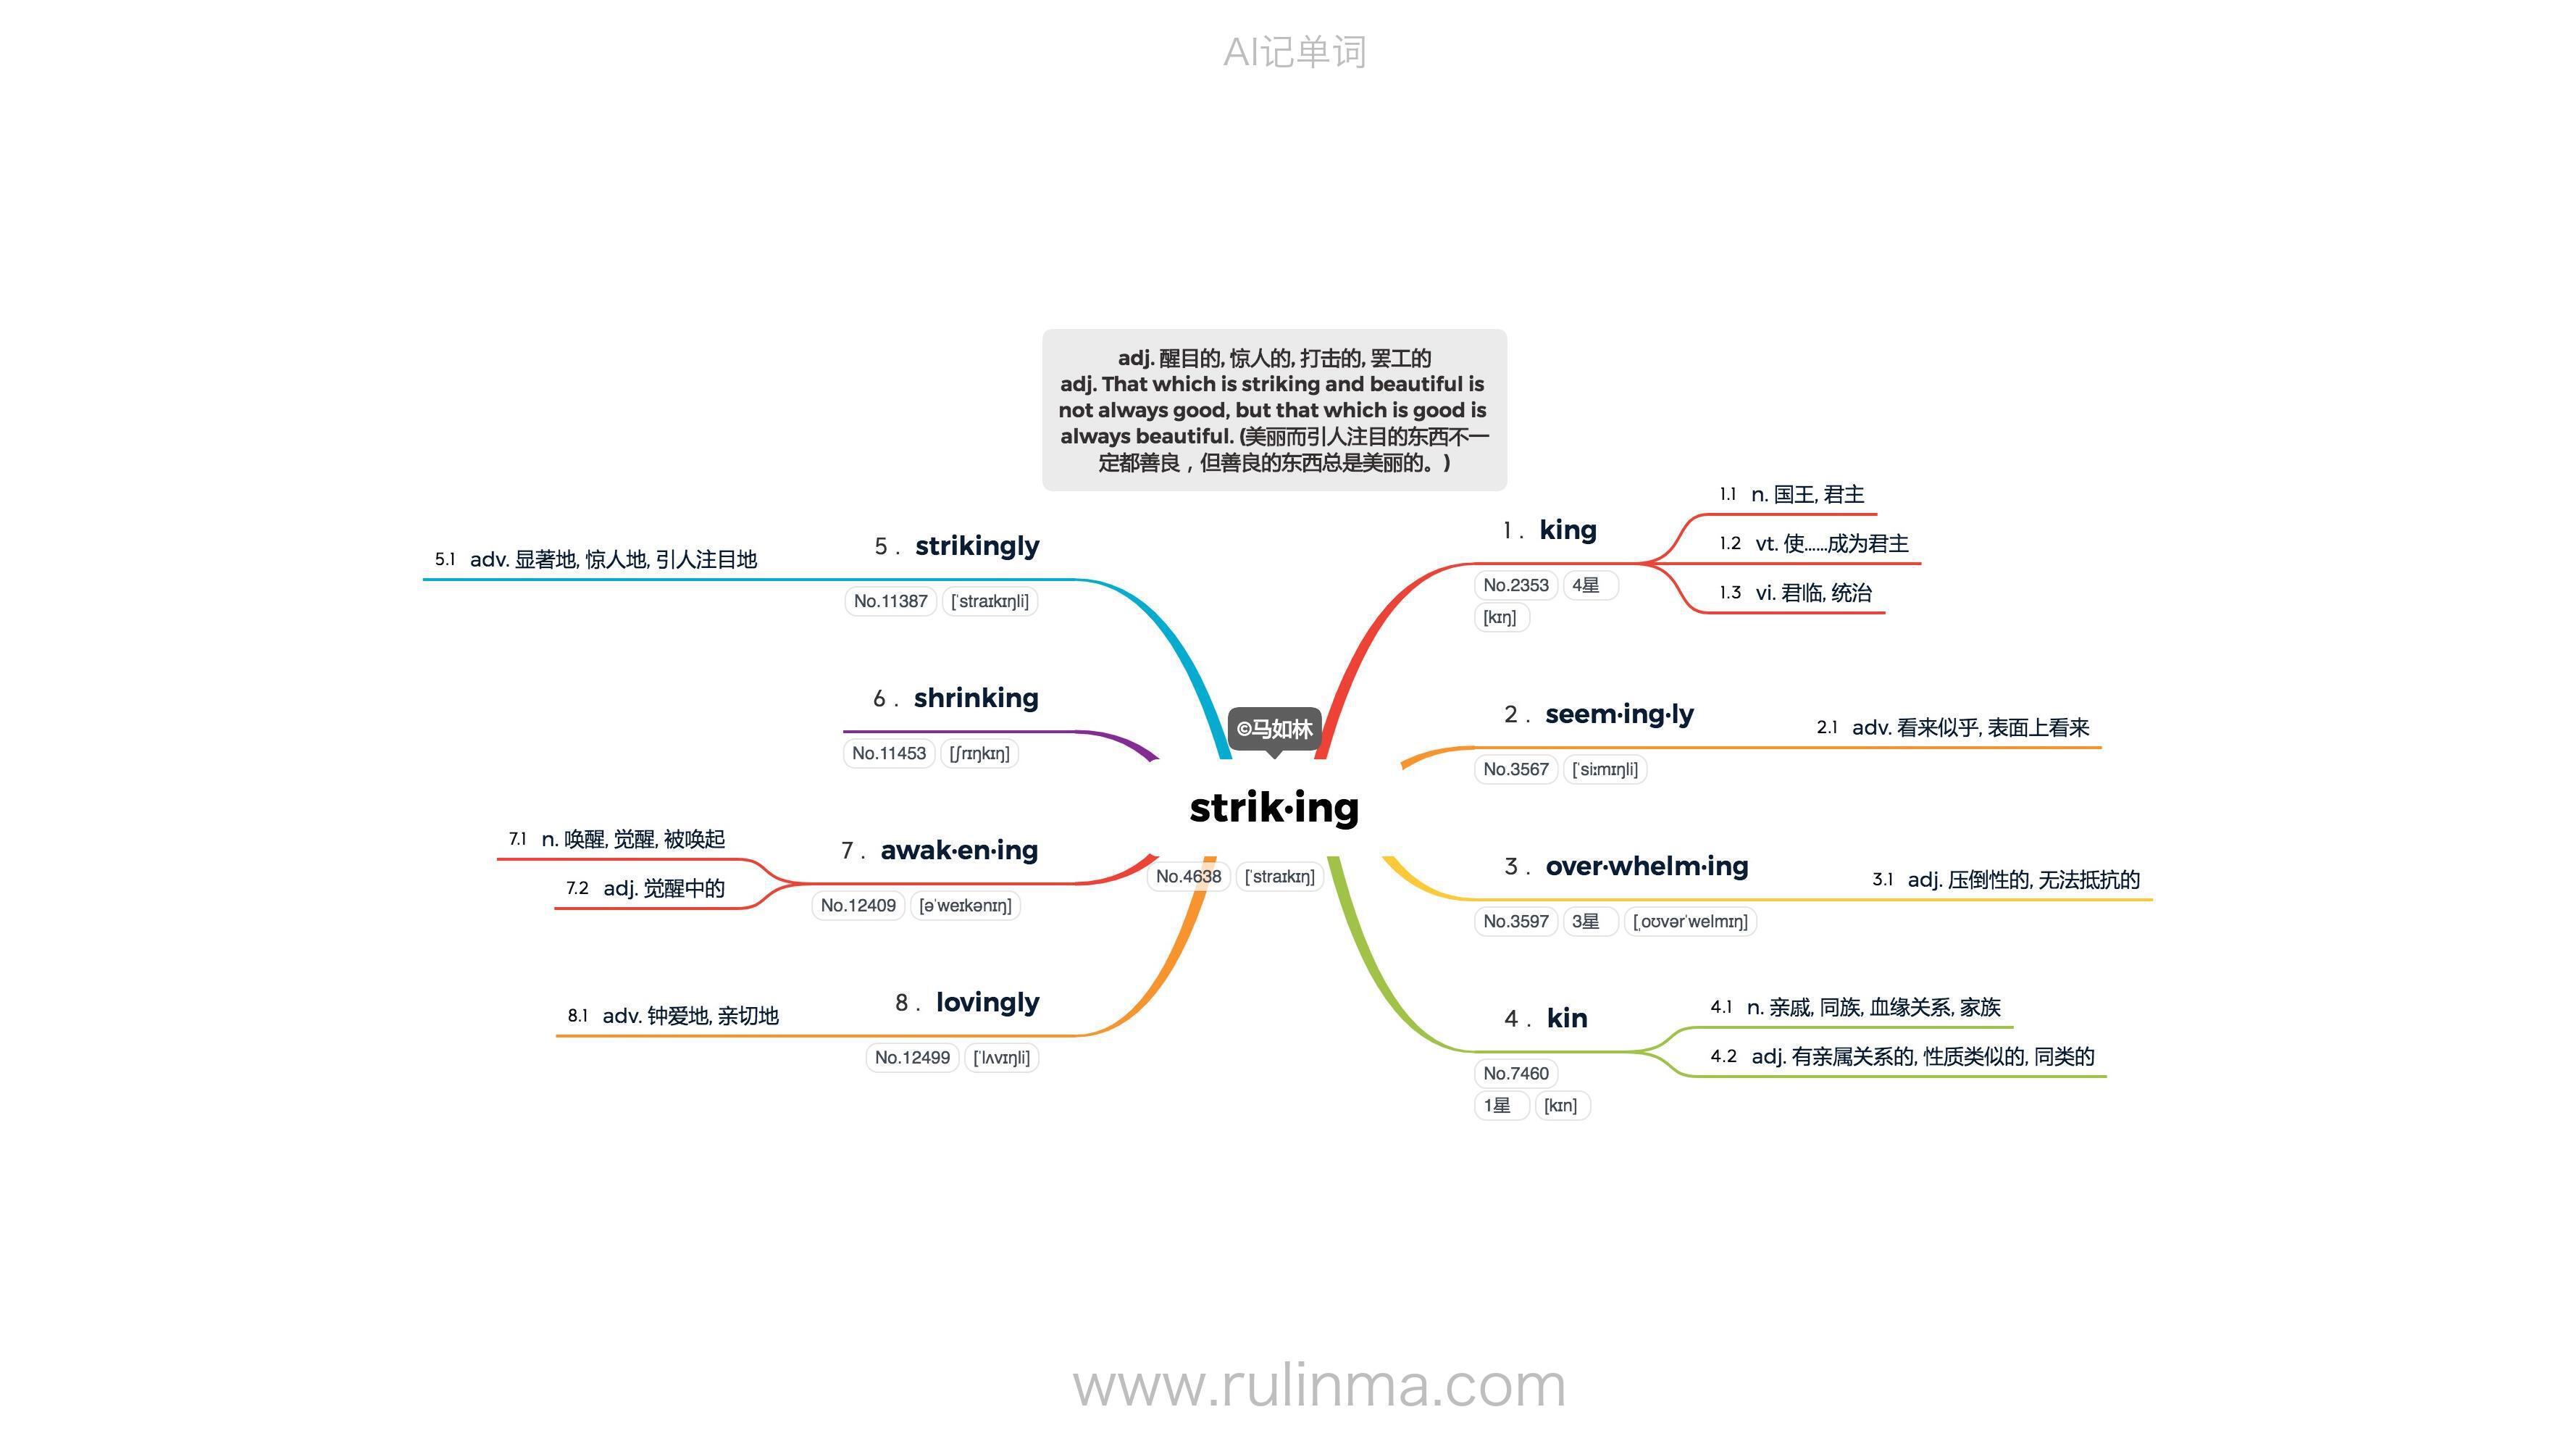 AI记单词
adj. 醒目的, 惊人的, 打击的, 罢工的
adj. That which is striking and beautiful is
not always good, but that which is good is
always beautiful. (美丽而引人注目的东西不一
定都善良，但善良的东西总是美丽的。)
©马如林
strik·ing
No.4638 [ˈstraɪkɪŋ]
1 . king
No.2353 4星
[kɪŋ]
1.1 n. 国王, 君主
1.2 vt. 使……成为君主
1.3 vi. 君临, 统治
2 . seem·ing·ly
No.3567 [ˈsiːmɪŋli]
2.1 adv. 看来似乎, 表面上看来
3 . over·whelm·ing
No.3597 3星 [ˌoʊvərˈwelmɪŋ]
3.1 adj. 压倒性的, 无法抵抗的
4 . kin
No.7460
1星 [kɪn]
4.1 n. 亲戚, 同族, 血缘关系, 家族
4.2 adj. 有亲属关系的, 性质类似的, 同类的
5 . strikingly
No.11387 [ˈstraɪkɪŋli]
5.1 adv. 显著地, 惊人地, 引人注目地
6 . shrinking
No.11453 [ʃrɪŋkɪŋ]
7 . awak·en·ing
No.12409 [əˈweɪkənɪŋ]
7.1 n. 唤醒, 觉醒, 被唤起
7.2 adj. 觉醒中的
8 . lovingly
No.12499 [ˈlʌvɪŋli]
8.1 adv. 钟爱地, 亲切地
www.rulinma.com